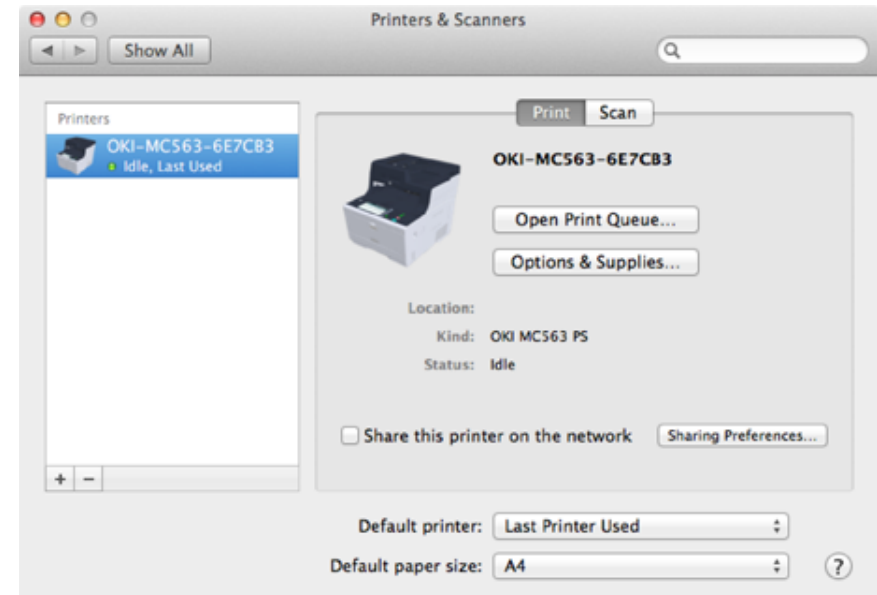 Printers & Scanners
Show All
Printers
OKI-MC563-6E7CB3
Idle, Last Used
Print Scan
OKI-MC563-6E7CB3
Open Print Queue...
Options & Supplies...
Location:
Kind: OKI MC563 PS
Status: Idle
Share this printer on the network Sharing Preferences...
+ −
Default printer: Last Printer Used
Default paper size: A4 ?